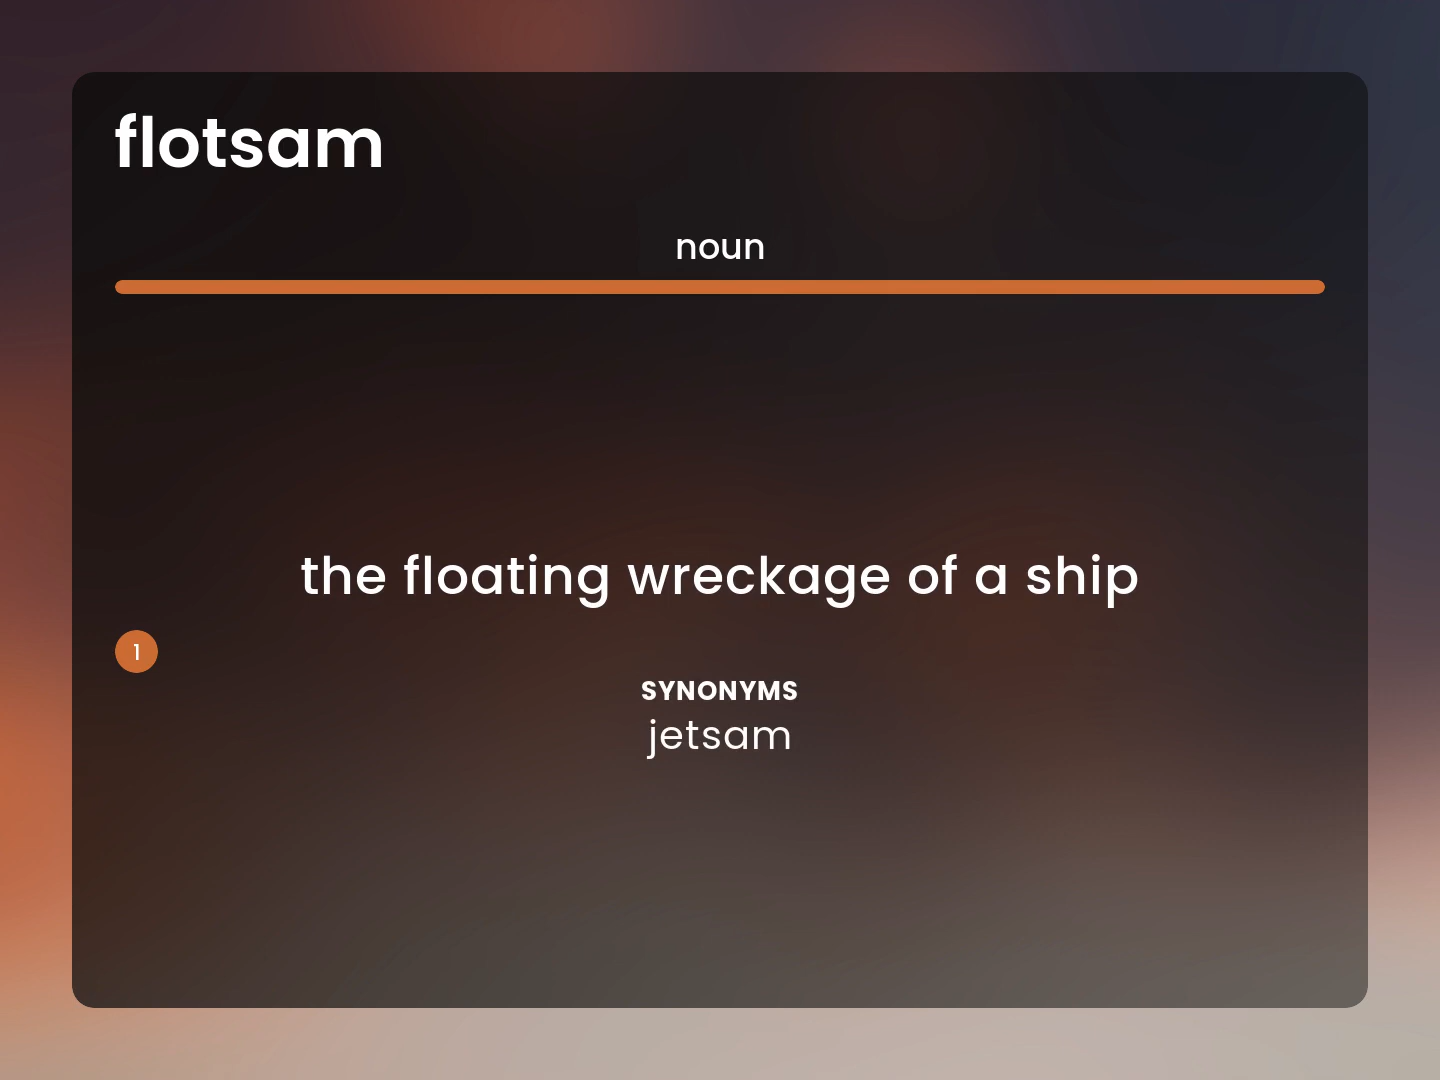 flotsam
noun
the floating wreckage of a ship
1
SYNONYMS
jetsam